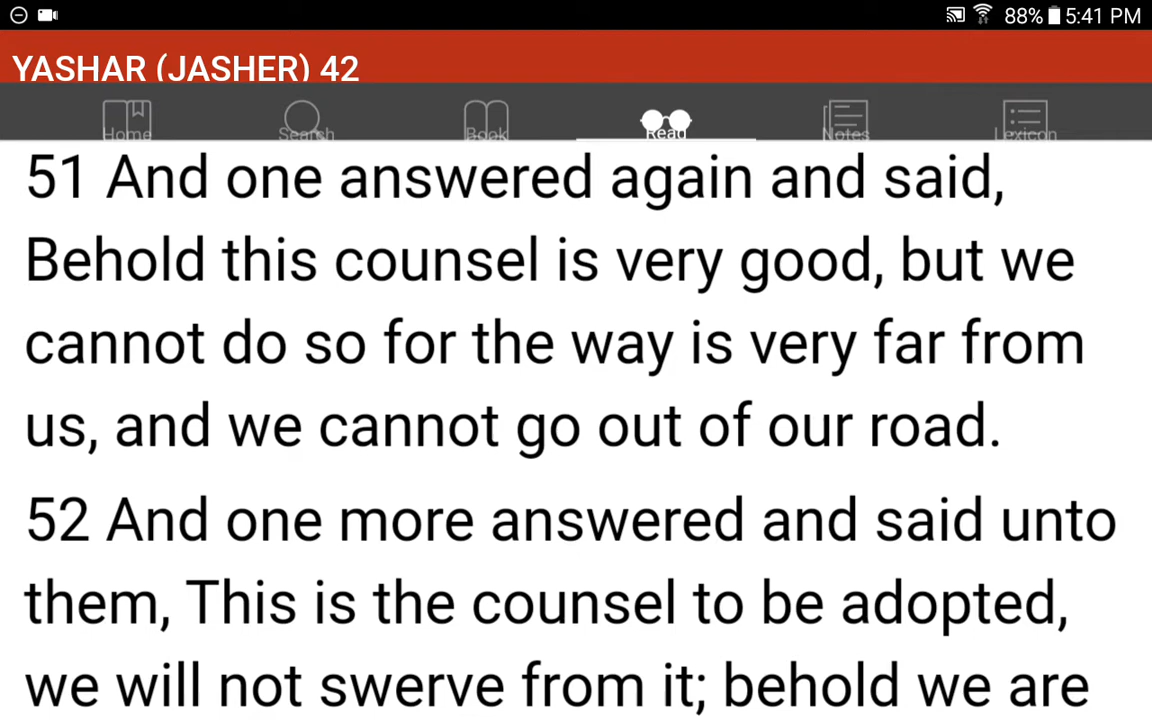 88% 5:41 PM
YASHAR (JASHER) 42
Home Search Book Read Notes Lexicon
51 And one answered again and said,
Behold this counsel is very good, but we
cannot do so for the way is very far from
us, and we cannot go out of our road.
52 And one more answered and said unto
them, This is the counsel to be adopted,
we will not swerve from it; behold we are